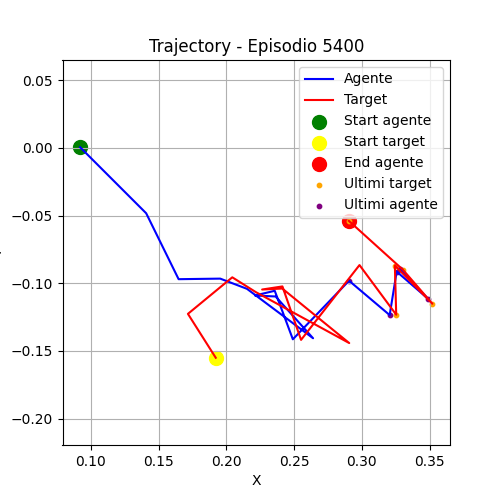 Trajectory - Episodio 5400
Agente
Target
Start agente
Start target
End agente
Ultimi target
Ultimi agente
0.05
0.00
−0.05
−0.10
−0.15
−0.20
0.10
0.15
0.20
0.25
0.30
0.35
X